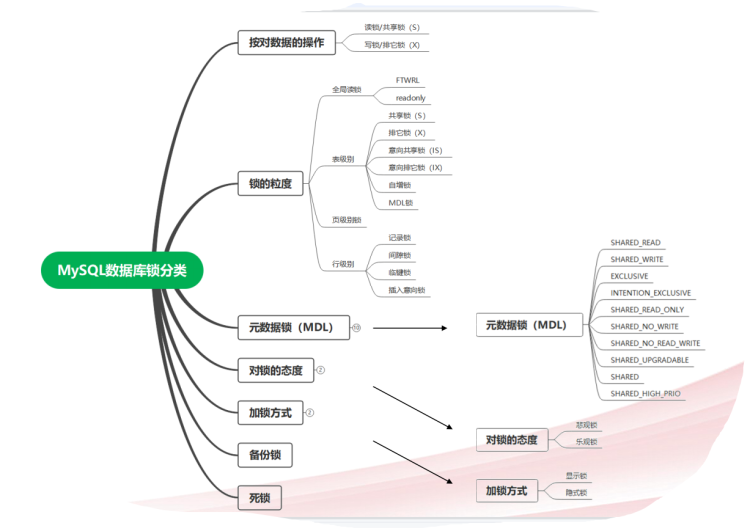 MySQL数据库锁分类
按对数据的操作
读锁/共享锁（S）
写锁/排它锁（X）
锁的粒度
全局读锁
FTWRL
readonly
表级别
共享锁（S）
排它锁（X）
意向共享锁（IS）
意向排它锁（IX）
自增锁
MDL锁
页级别锁
行级别
记录锁
间隙锁
临键锁
插入意向锁
元数据锁（MDL）
10
对锁的态度
2
加锁方式
2
备份锁
死锁
元数据锁（MDL）
SHARED_READ
SHARED_WRITE
EXCLUSIVE
INTENTION_EXCLUSIVE
SHARED_READ_ONLY
SHARED_NO_WRITE
SHARED_NO_READ_WRITE
SHARED_UPGRADABLE
SHARED
SHARED_HIGH_PRIO
对锁的态度
悲观锁
乐观锁
加锁方式
显示锁
隐式锁